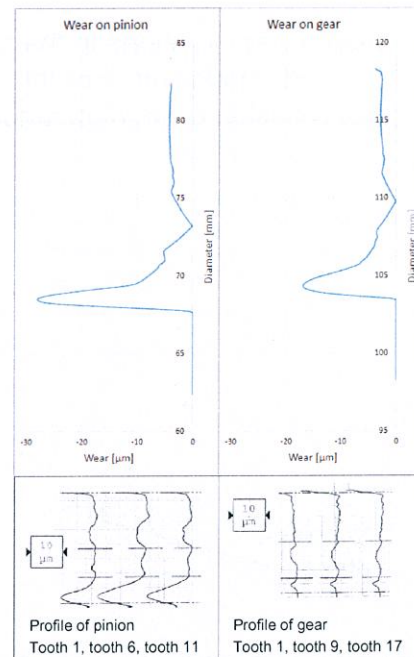 Wear on pinion
85
80
75
70
65
60
Diameter [mm]
-30
-20
-10
0
Wear [μm]
Wear on gear
120
115
110
105
100
95
Diameter [mm]
-30
-20
-10
0
Wear [μm]
10
μm
Profile of pinion
Tooth 1, tooth 6, tooth 11
10
μm
Profile of gear
Tooth 1, tooth 9, tooth 17